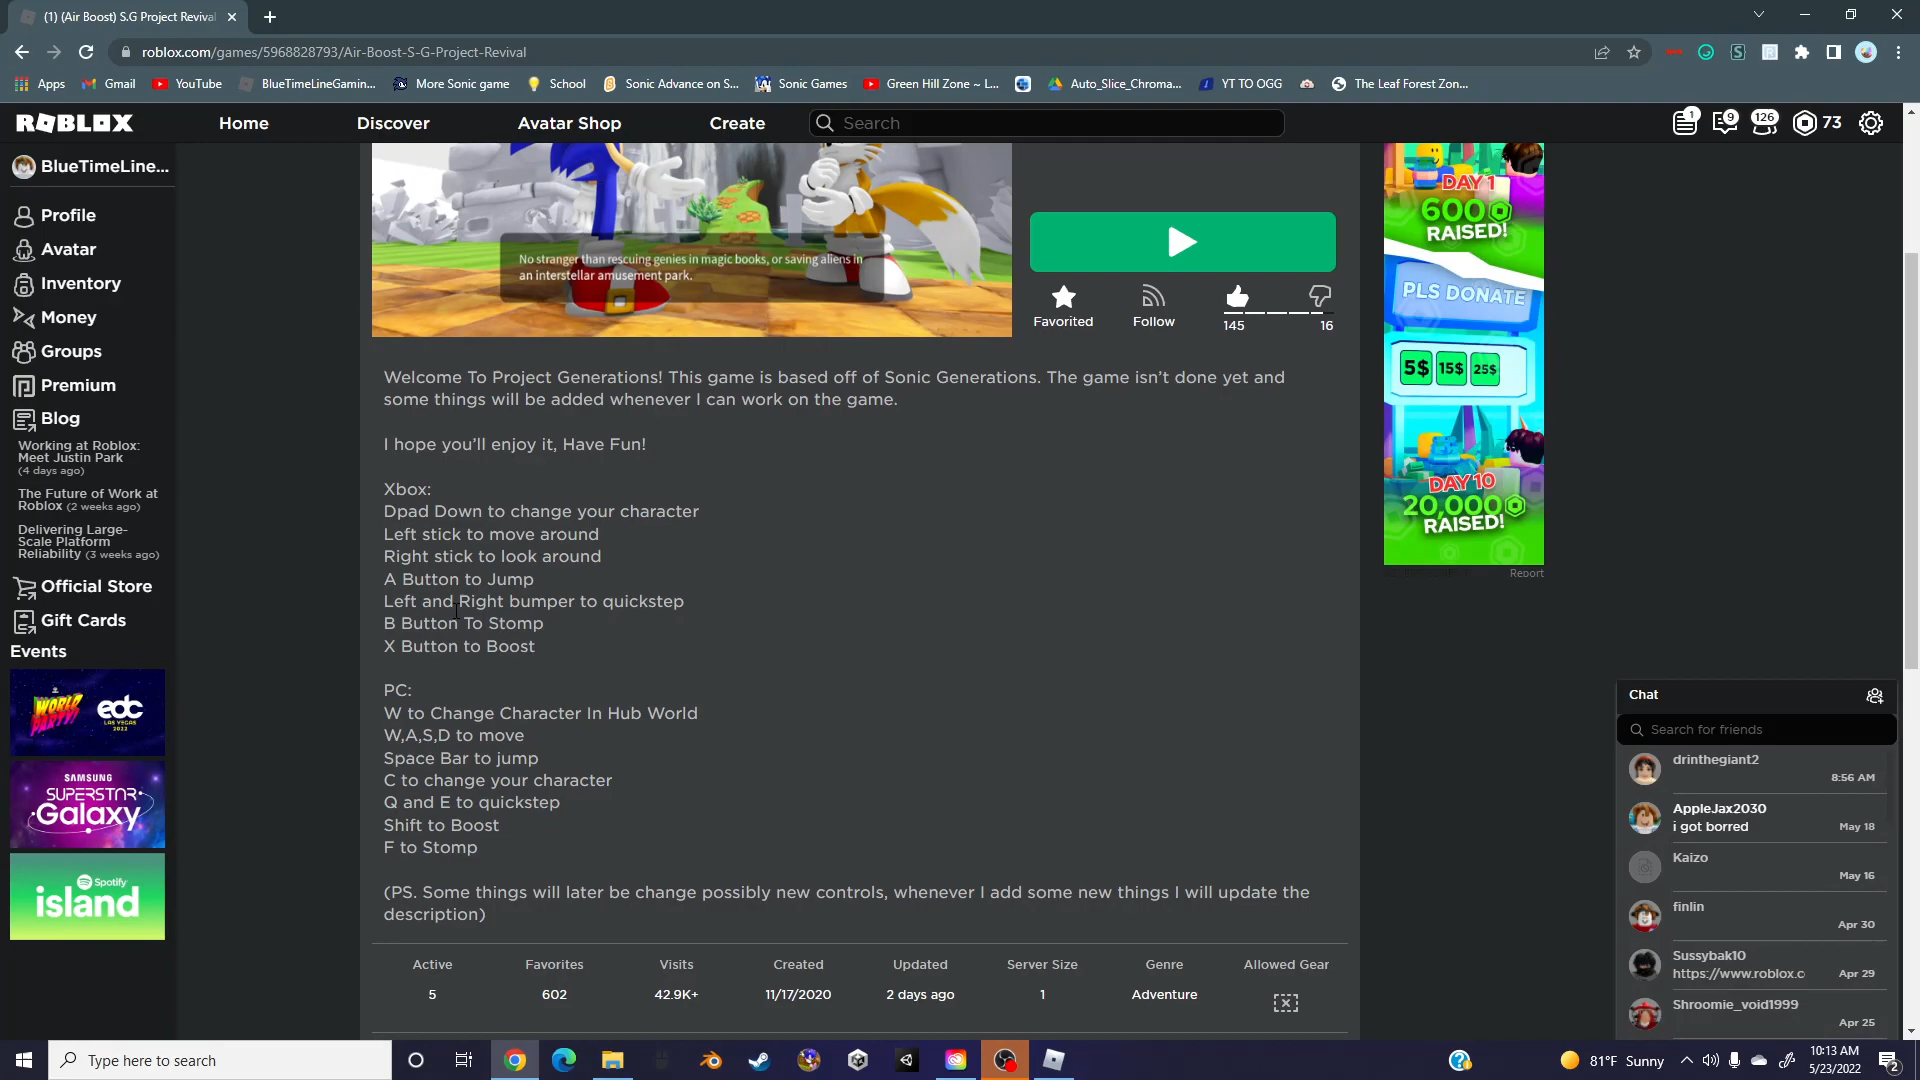 (1) (Air Boost) S.G Project Revival
roblox.com/games/5968828793/Air-Boost-S-G-Project-Revival
Apps
Gmail
YouTube
BlueTimeLineGamin...
More Sonic game
School
Sonic Advance on S...
Sonic Games
Green Hill Zone ~ L...
Auto_Slice_Chroma...
YT TO OGG
The Leaf Forest Zon...
ROBLOX
Home
Discover
Avatar Shop
Create
Search
1
9
126
73
BlueTimeLine...
Profile
Avatar
Inventory
Money
Groups
Premium
Blog
Working at Roblox:
Meet Justin Park
(4 days ago)
The Future of Work at
Roblox (2 weeks ago)
Delivering Large-
Scale Platform
Reliability (3 weeks ago)
Official Store
Gift Cards
Events
WORLD
PARTY!
edc
LAS VEGAS
2022
SAMSUNG
SUPERSTAR
Galaxy
Spotify
island
No stranger than rescuing genies in magic books, or saving aliens in
an interstellar amusement park.
Favorited
Follow
145
16
Welcome To Project Generations! This game is based off of Sonic Generations. The game isn't done yet and
some things will be added whenever I can work on the game.
I hope you'll enjoy it, Have Fun!
Xbox:
Dpad Down to change your character
Left stick to move around
Right stick to look around
A Button to Jump
Left and Right bumper to quickstep
B Button To Stomp
X Button to Boost
PC:
W to Change Character In Hub World
W,A,S,D to move
Space Bar to jump
C to change your character
Q and E to quickstep
Shift to Boost
F to Stomp
(PS. Some things will later be change possibly new controls, whenever I add some new things I will update the
description)
Active
Favorites
Visits
Created
Updated
Server Size
Genre
Allowed Gear
5
602
42.9K+
11/17/2020
2 days ago
1
Adventure
DAY 1
600
RAISED!
PLS DONATE
5$
15$
25$
DAY 10
20,000
RAISED!
Report
Chat
Search for friends
drinthegiant2
8:56 AM
AppleJax2030
i got borred
May 18
Kaizo
May 16
finlin
Apr 30
Sussybak10
https://www.roblox.c
Apr 29
Shroomie_void1999
Apr 25
Type here to search
81°F Sunny
10:13 AM
5/23/2022
2